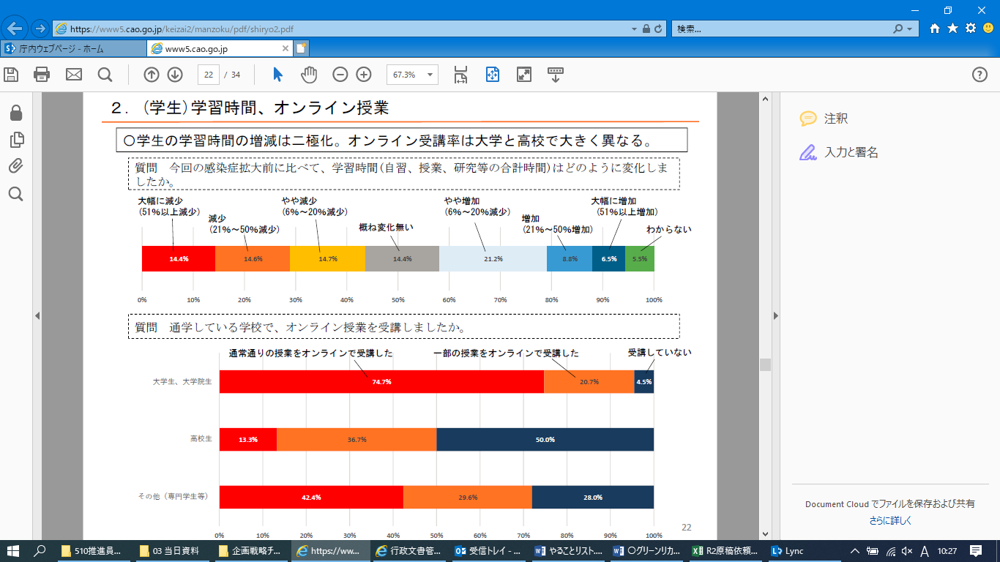 https://www5.cao.go.jp/keizai2/manzoku/pdf/shiryo2.pdf
検索...
庁内ウェブページ - ホーム
www5.cao.go.jp
22 / 34
67.3%
２．（学生）学習時間、オンライン授業
〇学生の学習時間の増減は二極化。オンライン受講率は大学と高校で大きく異なる。
質問　今回の感染症拡大前に比べて、学習時間（自習、授業、研究等の合計時間）はどのように変化しま
したか。
大幅に減少
（51％以上減少）
減少
（21％～50％減少）
やや減少
（6％～20％減少）
概ね変化無い
やや増加
（6％～20％減少）
増加
（21％～50％増加）
大幅に増加
（51％以上増加）
わからない
14.4% 14.6% 14.7% 14.4% 21.2% 8.8% 6.5% 5.5%
0% 10% 20% 30% 40% 50% 60% 70% 80% 90% 100%
質問　通学している学校で、オンライン授業を受講しましたか。
通常通りの授業をオンラインで受講した
一部の授業をオンラインで受講した
受講していない
大学生、大学院生 74.7% 20.7% 4.5%
高校生 13.3% 36.7% 50.0%
その他（専門学生等） 42.4% 29.6% 28.0%
0% 10% 20% 30% 40% 50% 60% 70% 80% 90% 100%
22
注釈
入力と署名
Document Cloud でファイルを保存および共有
さらに詳しく
510推進員...
03 当日資料
企画戦略チ...
https://ww...
行政文書管...
受信トレイ - ...
やることリスト....
〇グリーンリカ...
R2原稿依頼...
Lync
A
10:27